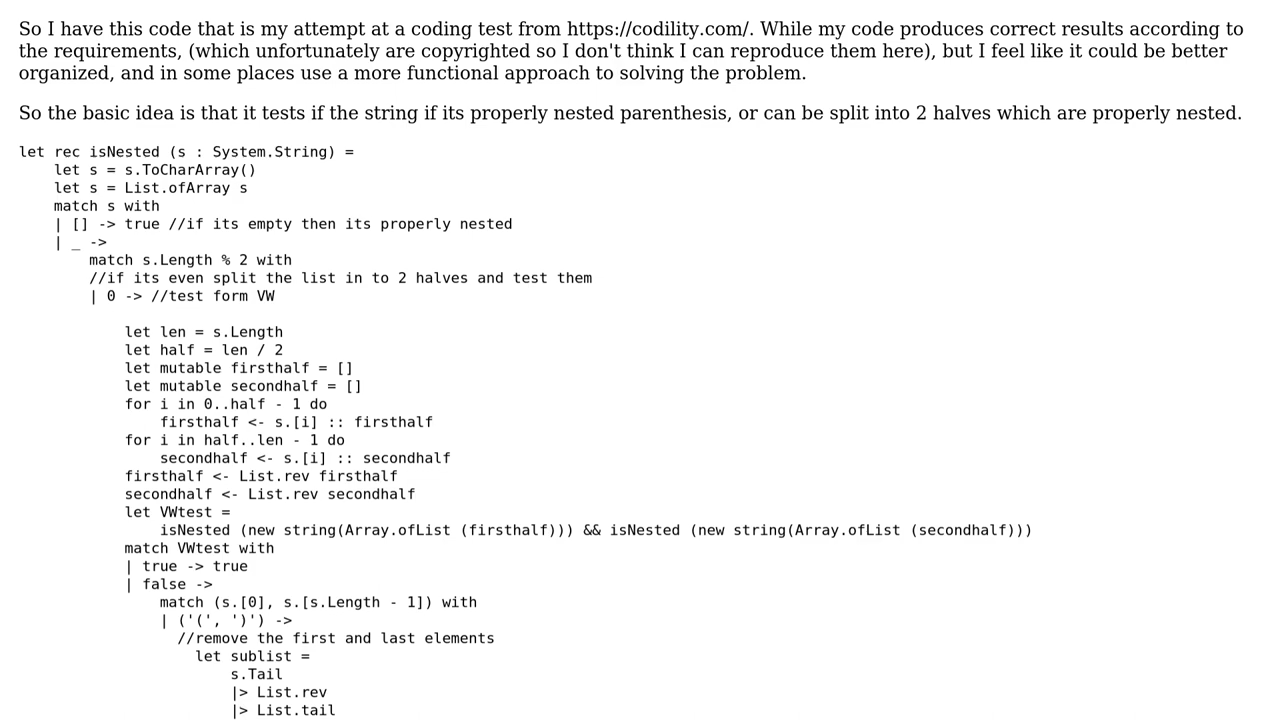 So I have this code that is my attempt at a coding test from https://codility.com/. While my code produces correct results according to
the requirements, (which unfortunately are copyrighted so I don't think I can reproduce them here), but I feel like it could be better
organized, and in some places use a more functional approach to solving the problem.
So the basic idea is that it tests if the string if its properly nested parenthesis, or can be split into 2 halves which are properly nested.
let rec isNested (s : System.String) =
    let s = s.ToCharArray()
    let s = List.ofArray s
    match s with
    | [] -> true //if its empty then its properly nested
    | _ ->
        match s.Length % 2 with
        //if its even split the list in to 2 halves and test them
        | 0 -> //test form VW
            let len = s.Length
            let half = len / 2
            let mutable firsthalf = []
            let mutable secondhalf = []
            for i in 0..half - 1 do
                firsthalf <- s.[i] :: firsthalf
            for i in half..len - 1 do
                secondhalf <- s.[i] :: secondhalf
            firsthalf <- List.rev firsthalf
            secondhalf <- List.rev secondhalf
            let VWtest =
                isNested (new string(Array.ofList (firsthalf))) && isNested (new string(Array.ofList (secondhalf)))
            match VWtest with
            | true -> true
            | false ->
                match (s.[0], s.[s.Length - 1]) with
                | ('(', ')') ->
                  //remove the first and last elements
                    let sublist =
                        s.Tail
                        |> List.rev
                        |> List.tail